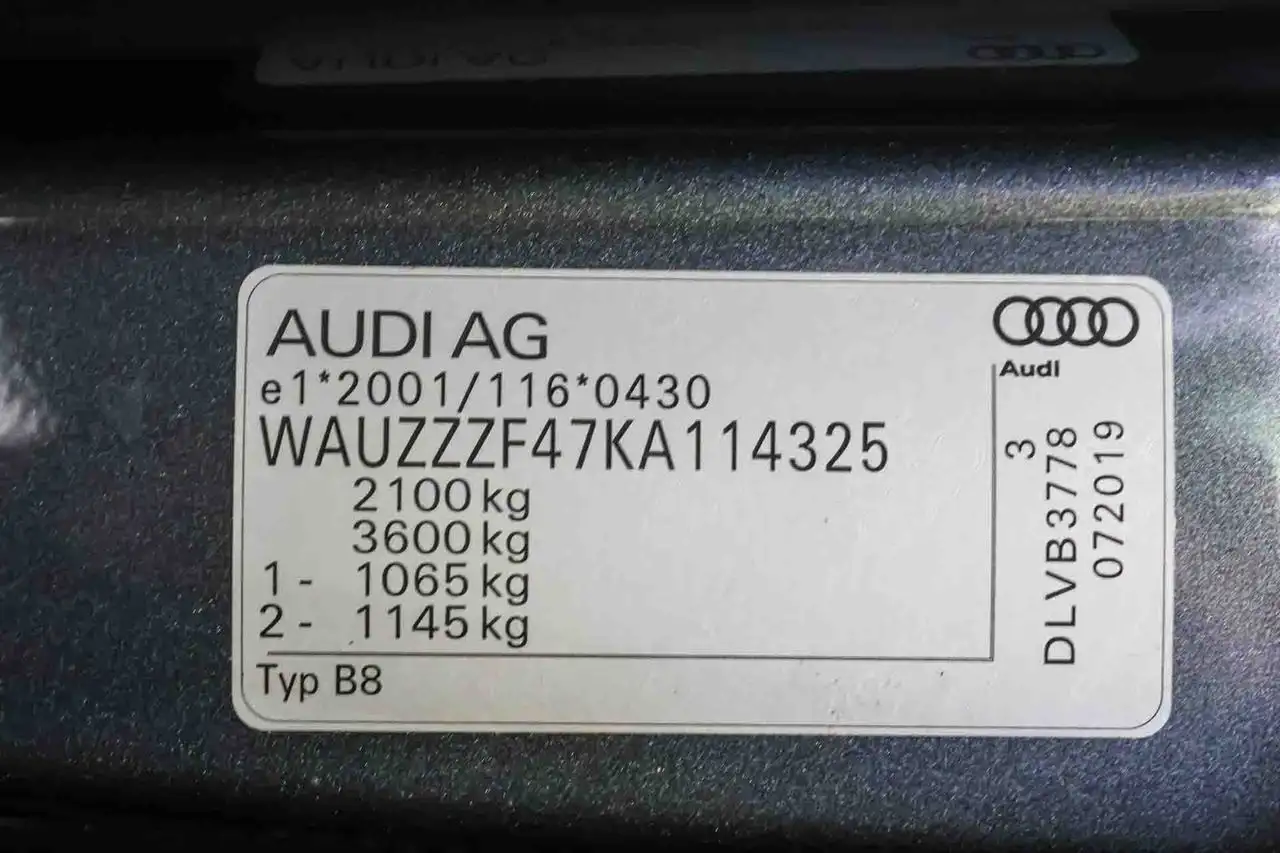 AUDI AG
e1*2001/116*0430
WAUZZZF47KA114325
2100 kg
3600 kg
1 - 1065 kg
2 - 1145 kg
Typ B8
Audi
3
DLVB3778
072019